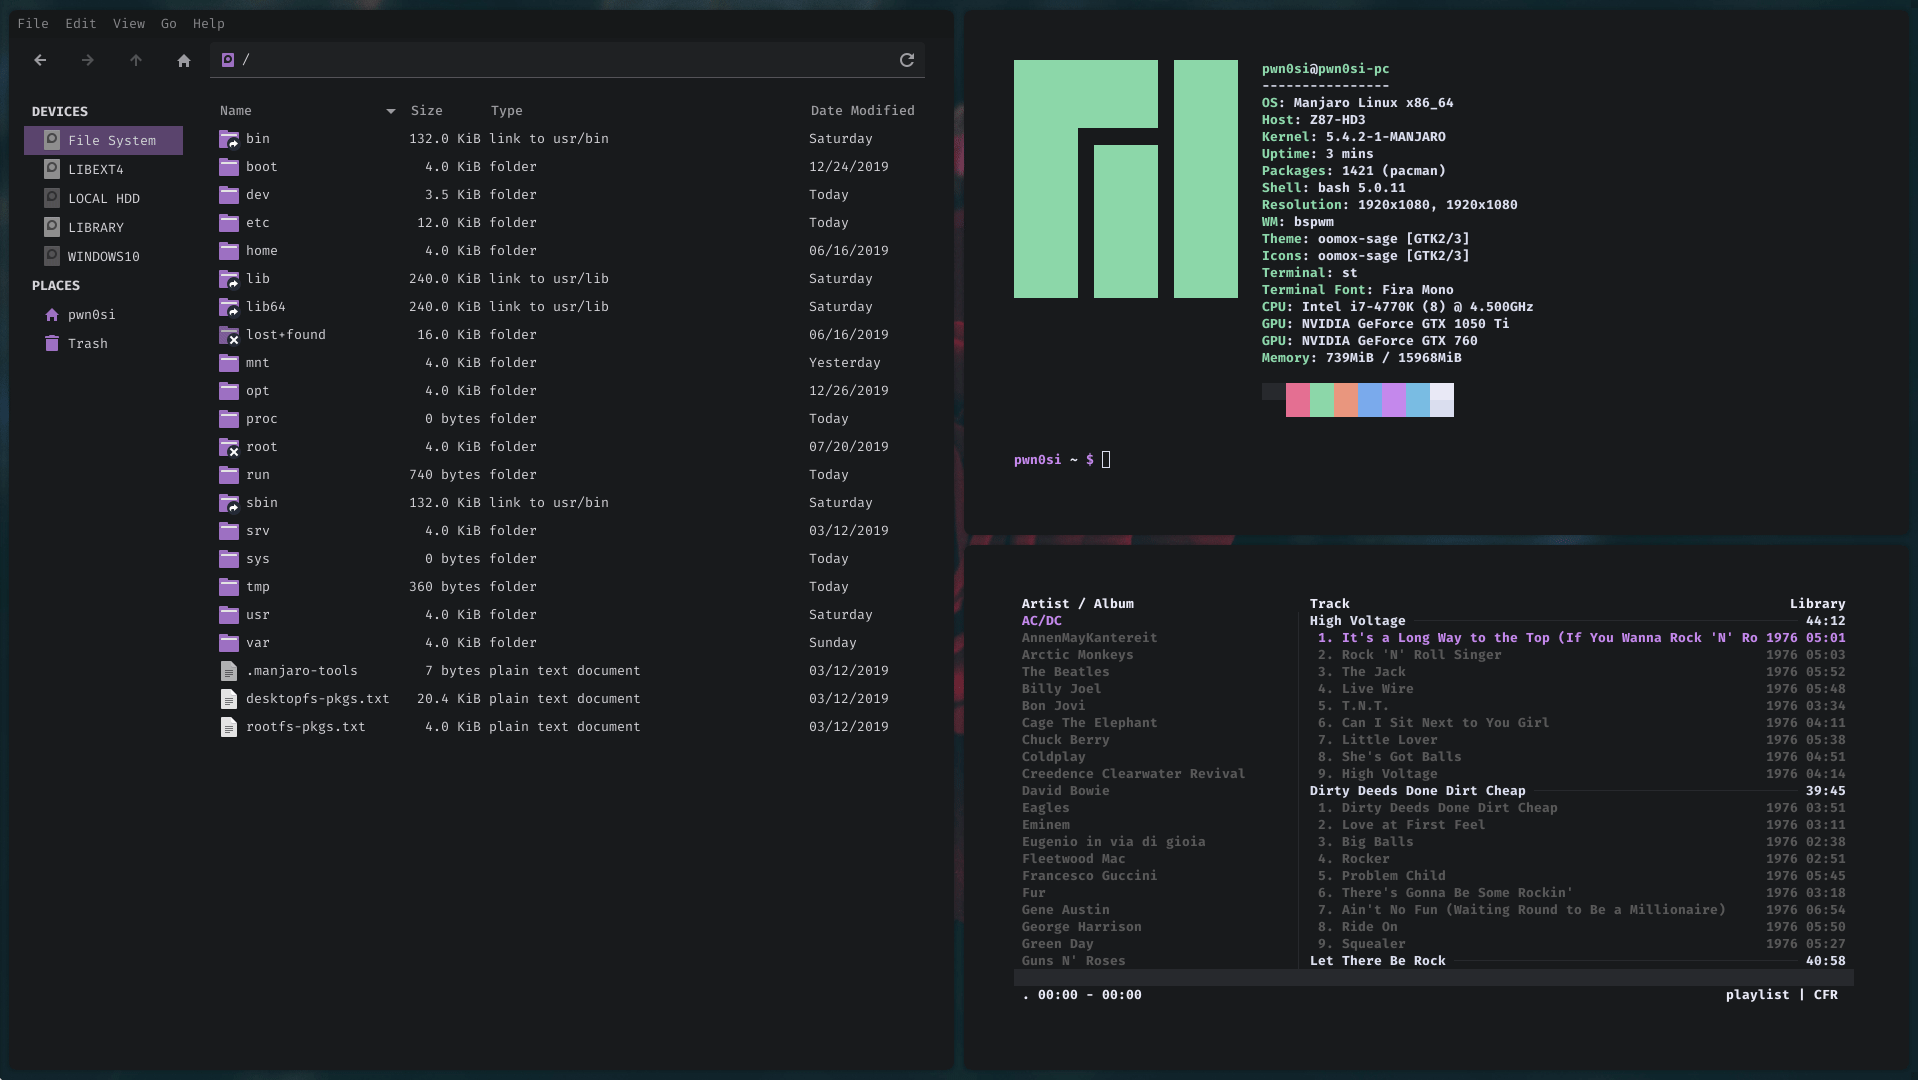 File Edit View Go Help
/
DEVICES
File System
LIBEXT4
LOCAL HDD
LIBRARY
WINDOWS10
PLACES
pwn0si
Trash
Name Size Type Date Modified
bin 132.0 KiB link to usr/bin Saturday
boot 4.0 KiB folder 12/24/2019
dev 3.5 KiB folder Today
etc 12.0 KiB folder Today
home 4.0 KiB folder 06/16/2019
lib 240.0 KiB link to usr/lib Saturday
lib64 240.0 KiB link to usr/lib Saturday
lost+found 16.0 KiB folder 06/16/2019
mnt 4.0 KiB folder Yesterday
opt 4.0 KiB folder 12/26/2019
proc 0 bytes folder Today
root 4.0 KiB folder 07/20/2019
run 740 bytes folder Today
sbin 132.0 KiB link to usr/bin Saturday
srv 4.0 KiB folder 03/12/2019
sys 0 bytes folder Today
tmp 360 bytes folder Today
usr 4.0 KiB folder Saturday
var 4.0 KiB folder Sunday
.manjaro-tools 7 bytes plain text document 03/12/2019
desktopfs-pkgs.txt 20.4 KiB plain text document 03/12/2019
rootfs-pkgs.txt 4.0 KiB plain text document 03/12/2019
pwn0si@pwn0si-pc
----------------
OS: Manjaro Linux x86_64
Host: Z87-HD3
Kernel: 5.4.2-1-MANJARO
Uptime: 3 mins
Packages: 1421 (pacman)
Shell: bash 5.0.11
Resolution: 1920x1080, 1920x1080
WM: bspwm
Theme: oomox-sage [GTK2/3]
Icons: oomox-sage [GTK2/3]
Terminal: st
Terminal Font: Fira Mono
CPU: Intel i7-4770K (8) @ 4.500GHz
GPU: NVIDIA GeForce GTX 1050 Ti
GPU: NVIDIA GeForce GTX 760
Memory: 739MiB / 15968MiB
pwn0si ~ $
Artist / Album
AC/DC
AnnenMayKantereit
Arctic Monkeys
The Beatles
Billy Joel
Bon Jovi
Cage The Elephant
Chuck Berry
Coldplay
Creedence Clearwater Revival
David Bowie
Eagles
Eminem
Eugenio in via di gioia
Fleetwood Mac
Francesco Guccini
Fur
Gene Austin
George Harrison
Green Day
Guns N' Roses
Track Library
High Voltage 44:12
1. It's a Long Way to the Top (If You Wanna Rock 'N' Ro 1976 05:01
2. Rock 'N' Roll Singer 1976 05:03
3. The Jack 1976 05:52
4. Live Wire 1976 05:48
5. T.N.T. 1976 03:34
6. Can I Sit Next to You Girl 1976 04:11
7. Little Lover 1976 05:38
8. She's Got Balls 1976 04:51
9. High Voltage 1976 04:14
Dirty Deeds Done Dirt Cheap 39:45
1. Dirty Deeds Done Dirt Cheap 1976 03:51
2. Love at First Feel 1976 03:11
3. Big Balls 1976 02:38
4. Rocker 1976 02:51
5. Problem Child 1976 05:45
6. There's Gonna Be Some Rockin' 1976 03:18
7. Ain't No Fun (Waiting Round to Be a Millionaire) 1976 06:54
8. Ride On 1976 05:50
9. Squealer 1976 05:27
Let There Be Rock 40:58
. 00:00 - 00:00 playlist | CFR